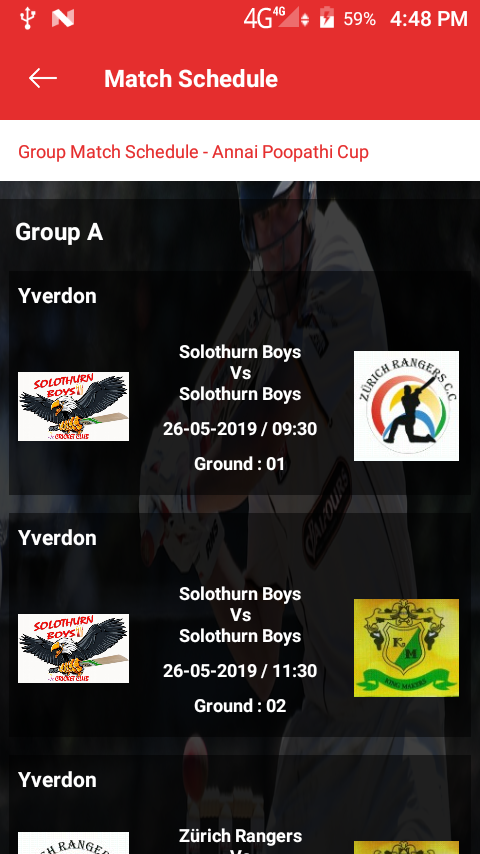 4G 4G 59% 4:48 PM
Match Schedule
Group Match Schedule - Annai Poopathi Cup
Group A
Yverdon
Solothurn Boys
Vs
Solothurn Boys
26-05-2019 / 09:30
Ground : 01
SOLOTHURN
BOYS
CRICKET CLUB
ZÜRICH RANGERS C.C
Yverdon
Solothurn Boys
Vs
Solothurn Boys
26-05-2019 / 11:30
Ground : 02
SOLOTHURN
BOYS
CRICKET CLUB
K M
KING MAKERS
Yverdon
Zürich Rangers
Vs